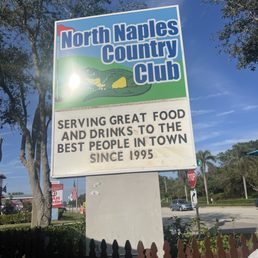 North Naples
Country
Club
SERVING GREAT FOOD
AND DRINKS TO THE
BEST PEOPLE IN TOWN
SINCE 1995